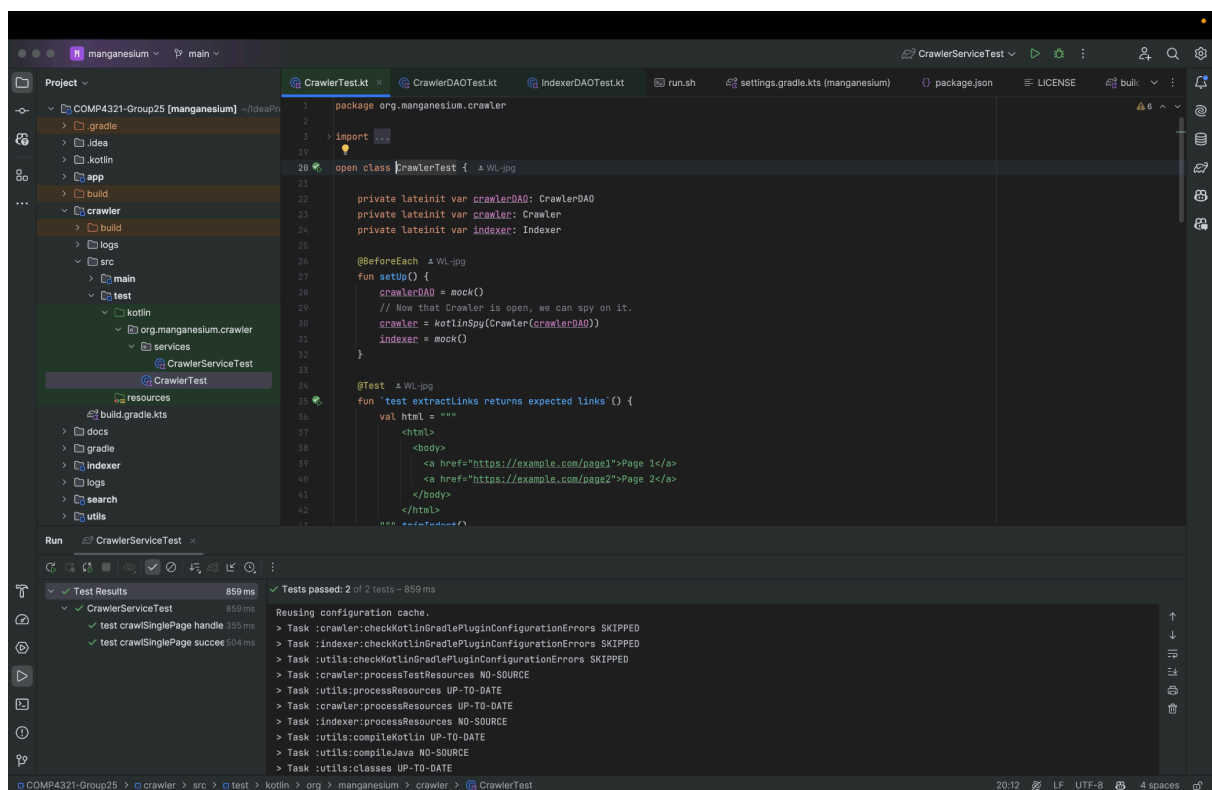 M manganesium main CrawlerServiceTest
Project
CrawlerTest.kt CrawlerDAOTest.kt IndexerDAOTest.kt run.sh settings.gradle.kts (manganesium) package.json LICENSE
COMP4321-Group25 [manganesium]
.gradle
.idea
.kotlin
app
build
crawler
build
logs
src
main
test
kotlin
org.manganesium.crawler
services
CrawlerServiceTest
CrawlerTest
resources
build.gradle.kts
docs
gradle
indexer
logs
search
utils
6
1 package org.manganesium.crawler
2
3 import ...
19
20 open class CrawlerTest { WL-jpg
21
22 private lateinit var crawlerDAO: CrawlerDAO
23 private lateinit var crawler: Crawler
24 private lateinit var indexer: Indexer
25
26 @BeforeEach WL-jpg
27 fun setUp() {
28 crawlerDAO = mock()
29 // Now that Crawler is open, we can spy on it.
30 crawler = kotlinSpy(Crawler(crawlerDAO))
31 indexer = mock()
32 }
33
34 @Test WL-jpg
35 fun `test extractLinks returns expected links`() {
36 val html = """
37 <html>
38 <body>
39 <a href="https://example.com/page1">Page 1</a>
40 <a href="https://example.com/page2">Page 2</a>
41 </body>
42 </html>
Run CrawlerServiceTest
Test Results 859 ms
CrawlerServiceTest 859 ms
test crawlSinglePage handle 355 ms
test crawlSinglePage succee 504 ms
Tests passed: 2 of 2 tests – 859 ms
Reusing configuration cache.
> Task :crawler:checkKotlinGradlePluginConfigurationErrors SKIPPED
> Task :indexer:checkKotlinGradlePluginConfigurationErrors SKIPPED
> Task :utils:checkKotlinGradlePluginConfigurationErrors SKIPPED
> Task :crawler:processTestResources NO-SOURCE
> Task :utils:processResources UP-TO-DATE
> Task :crawler:processResources UP-TO-DATE
> Task :indexer:processResources NO-SOURCE
> Task :utils:compileKotlin UP-TO-DATE
> Task :utils:compileJava NO-SOURCE
> Task :utils:classes UP-TO-DATE
COMP4321-Group25 > crawler > src > test > kotlin > org > manganesium > crawler > CrawlerTest 20:12 LF UTF-8 4 spaces